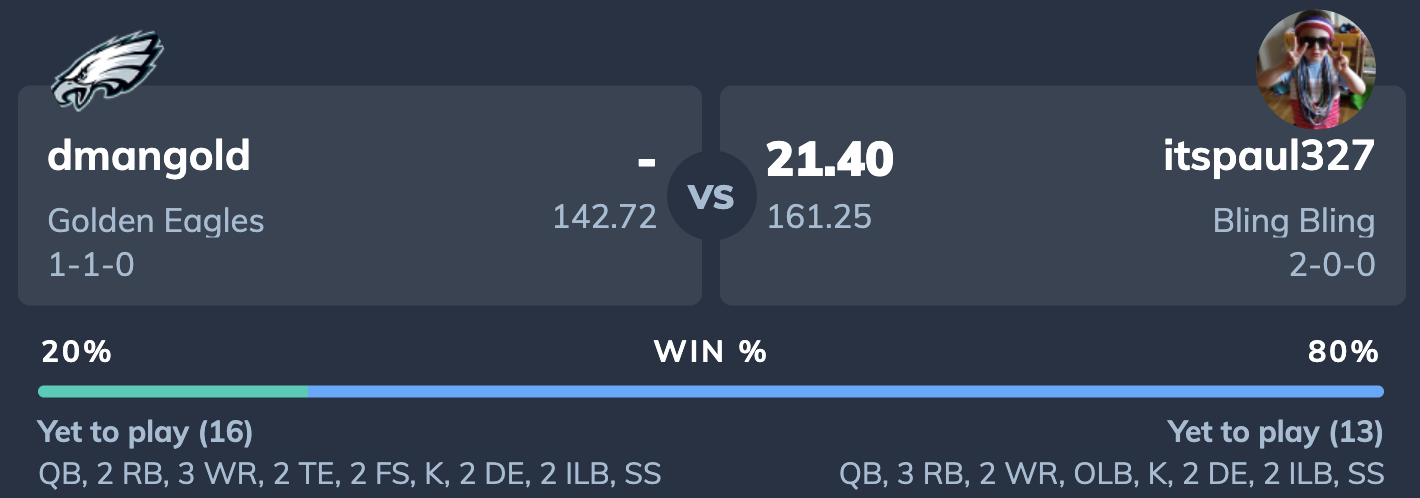 dmangold
-
21.40
itspaul327
Golden Eagles
142.72
VS
161.25
Bling Bling
1-1-0
2-0-0
20%
WIN %
80%
Yet to play (16)
Yet to play (13)
QB, 2 RB, 3 WR, 2 TE, 2 FS, K, 2 DE, 2 ILB, SS
QB, 3 RB, 2 WR, OLB, K, 2 DE, 2 ILB, SS